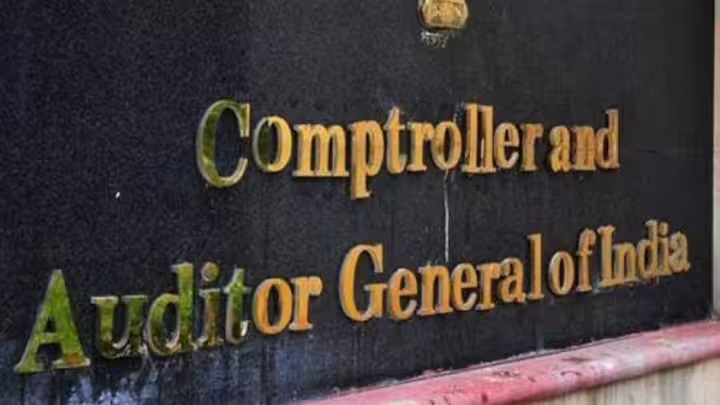 Comptroller and
Auditor General of India